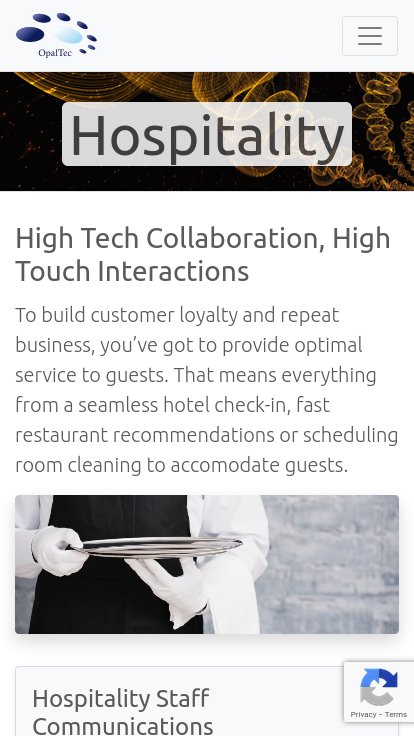 OpalTec
Hospitality
High Tech Collaboration, High
Touch Interactions
To build customer loyalty and repeat
business, you’ve got to provide optimal
service to guests. That means everything
from a seamless hotel check-in, fast
restaurant recommendations or scheduling
room cleaning to accomodate guests.
Hospitality Staff
Communications
Privacy - Terms